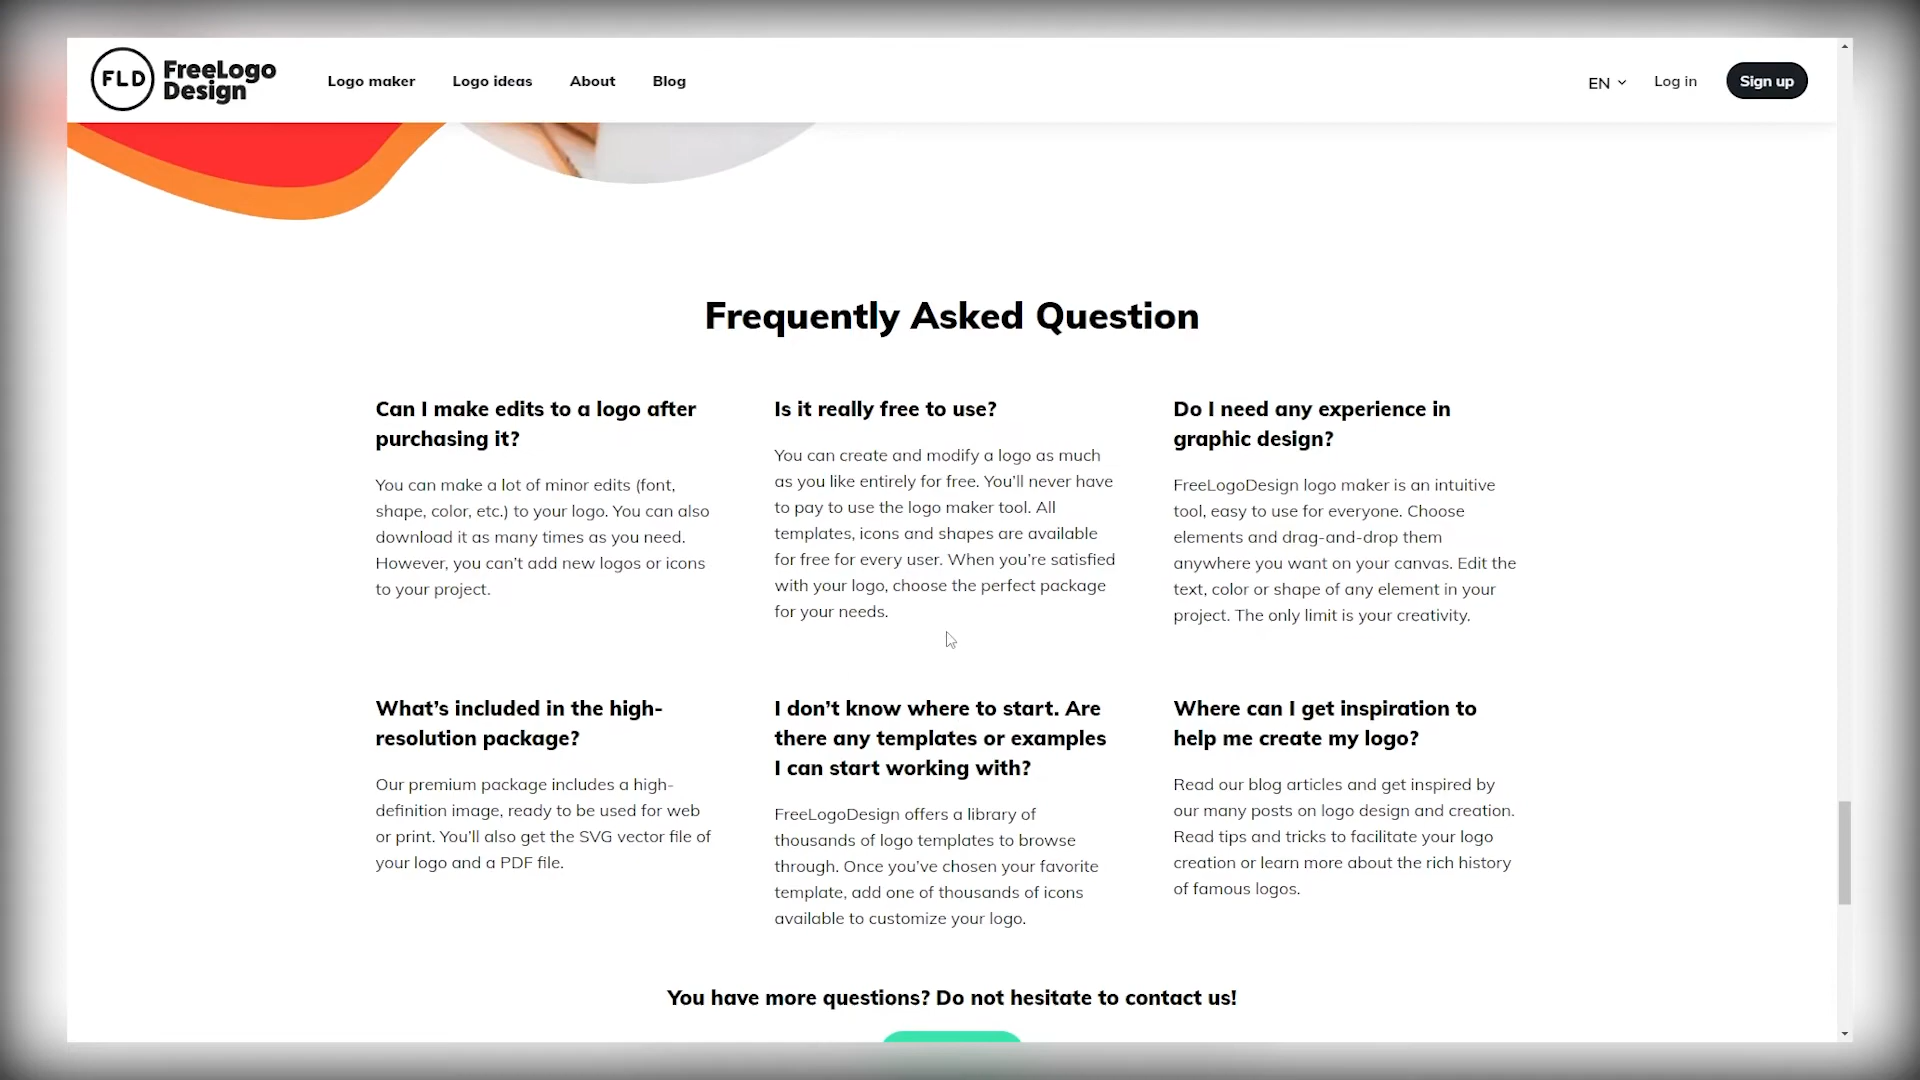 FLD FreeLogo Design
Logo maker Logo ideas About Blog EN Log in Sign up
Frequently Asked Question
Can I make edits to a logo after
purchasing it?
You can make a lot of minor edits (font,
shape, color, etc.) to your logo. You can also
download it as many times as you need.
However, you can’t add new logos or icons
to your project.
Is it really free to use?
You can create and modify a logo as much
as you like entirely for free. You’ll never have
to pay to use the logo maker tool. All
templates, icons and shapes are available
for free for every user. When you’re satisfied
with your logo, choose the perfect package
for your needs.
Do I need any experience in
graphic design?
FreeLogoDesign logo maker is an intuitive
tool, easy to use for everyone. Choose
elements and drag-and-drop them
anywhere you want on your canvas. Edit the
text, color or shape of any element in your
project. The only limit is your creativity.
What’s included in the high-
resolution package?
Our premium package includes a high-
definition image, ready to be used for web
or print. You’ll also get the SVG vector file of
your logo and a PDF file.
I don’t know where to start. Are
there any templates or examples
I can start working with?
FreeLogoDesign offers a library of
thousands of logo templates to browse
through. Once you’ve chosen your favorite
template, add one of thousands of icons
available to customize your logo.
Where can I get inspiration to
help me create my logo?
Read our blog articles and get inspired by
our many posts on logo design and creation.
Read tips and tricks to facilitate your logo
creation or learn more about the rich history
of famous logos.
You have more questions? Do not hesitate to contact us!